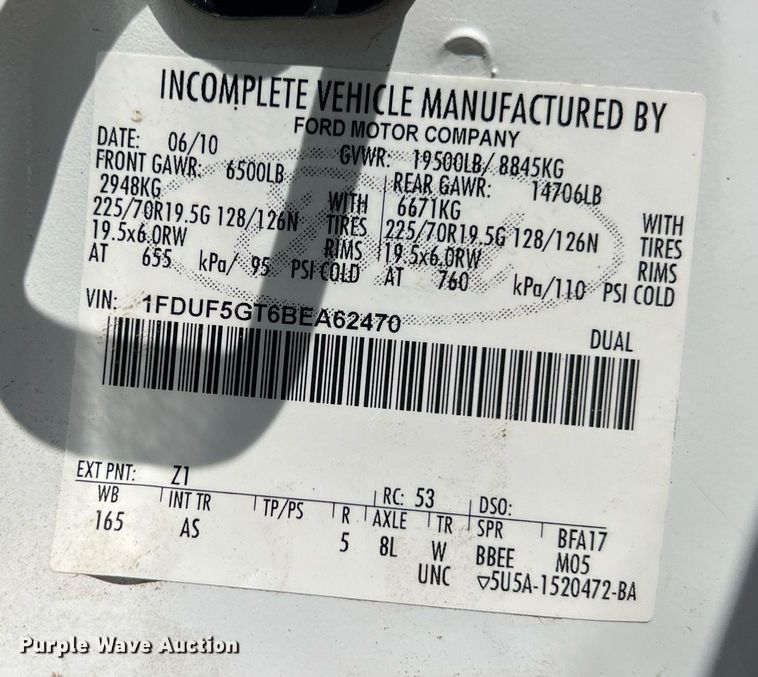 INCOMPLETE VEHICLE MANUFACTURED BY
FORD MOTOR COMPANY
DATE: 06/10 GVWR: 19500LB/ 8845KG
FRONT GAWR: 6500LB REAR GAWR: 14706LB
2948KG WITH 6671KG WITH
225/70R19.5G 128/126N TIRES 225/70R19.5G 128/126N TIRES
19.5x6.0RW RIMS 19.5x6.0RW RIMS
AT 655 kPa/ 95 PSI COLD AT 760 kPa/110 PSI COLD
VIN: 1FDUF5GT6BEA62470
DUAL
EXT PNT: Z1 RC: 53 DSO:
WB INT TR TP/PS R AXLE TR SPR BFA17
165 AS 5 8L W BBEE M05
UNC ▽5U5A-1520472-BA
Purple Wave Auction